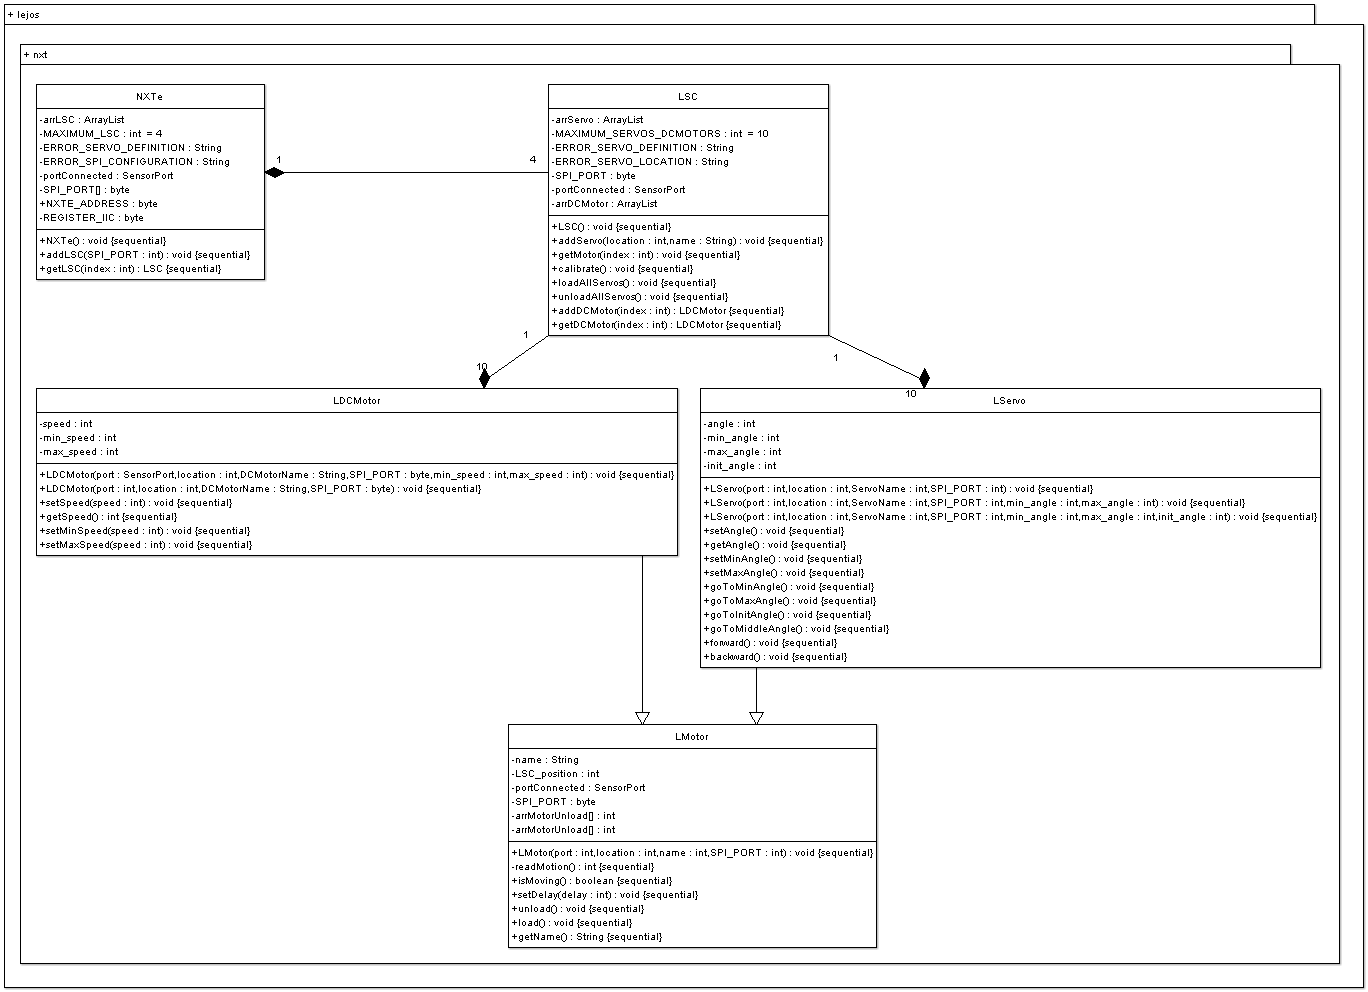 + lejos
+ nxt
NXTe
-arrLSC : ArrayList
-MAXIMUM_LSC : int = 4
-ERROR_SERVO_DEFINITION : String
-ERROR_SPI_CONFIGURATION : String
-portConnected : SensorPort
-SPI_PORT[] : byte
+NXTE_ADDRESS : byte
-REGISTER_IIC : byte
+NXTe() : void {sequential}
+addLSC(SPI_PORT : int) : void {sequential}
+getLSC(index : int) : LSC {sequential}
1
4
LSC
-arrServo : ArrayList
-MAXIMUM_SERVOS_DCMOTORS : int = 10
-ERROR_SERVO_DEFINITION : String
-ERROR_SERVO_LOCATION : String
-SPI_PORT : byte
-portConnected : SensorPort
-arrDCMotor : ArrayList
+LSC() : void {sequential}
+addServo(location : int,name : String) : void {sequential}
+getMotor(index : int) : void {sequential}
+calibrate() : void {sequential}
+loadAllServos() : void {sequential}
+unloadAllServos() : void {sequential}
+addDCMotor(index : int) : LDCMotor {sequential}
+getDCMotor(index : int) : LDCMotor {sequential}
1
10
1
10
LDCMotor
-speed : int
-min_speed : int
-max_speed : int
+LDCMotor(port : SensorPort,location : int,DCMotorName : String,SPI_PORT : byte,min_speed : int,max_speed : int) : void {sequential}
+LDCMotor(port : int,location : int,DCMotorName : String,SPI_PORT : byte) : void {sequential}
+setSpeed(speed : int) : void {sequential}
+getSpeed() : int {sequential}
+setMinSpeed(speed : int) : void {sequential}
+setMaxSpeed(speed : int) : void {sequential}
LServo
-angle : int
-min_angle : int
-max_angle : int
-init_angle : int
+LServo(port : int,location : int,ServoName : int,SPI_PORT : int) : void {sequential}
+LServo(port : int,location : int,ServoName : int,SPI_PORT : int,min_angle : int,max_angle : int) : void {sequential}
+LServo(port : int,location : int,ServoName : int,SPI_PORT : int,min_angle : int,max_angle : int,init_angle : int) : void {sequential}
+setAngle() : void {sequential}
+getAngle() : void {sequential}
+setMinAngle() : void {sequential}
+setMaxAngle() : void {sequential}
+goToMinAngle() : void {sequential}
+goToMaxAngle() : void {sequential}
+goToInitAngle() : void {sequential}
+goToMiddleAngle() : void {sequential}
+forward() : void {sequential}
+backward() : void {sequential}
LMotor
-name : String
-LSC_position : int
-portConnected : SensorPort
-SPI_PORT : byte
-arrMotorUnload[] : int
-arrMotorUnload[] : int
+LMotor(port : int,location : int,name : int,SPI_PORT : int) : void {sequential}
-readMotion() : int {sequential}
+isMoving() : boolean {sequential}
+setDelay(delay : int) : void {sequential}
+unload() : void {sequential}
+load() : void {sequential}
+getName() : String {sequential}